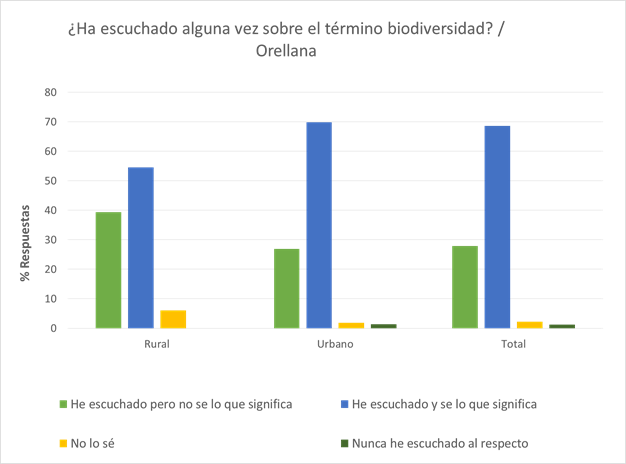 ¿Ha escuchado alguna vez sobre el término biodiversidad? /
Orellana
80
70
60
50
40
30
20
10
0
% Respuestas
Rural
Urbano
Total
He escuchado pero no se lo que significa
He escuchado y se lo que significa
No lo sé
Nunca he escuchado al respecto